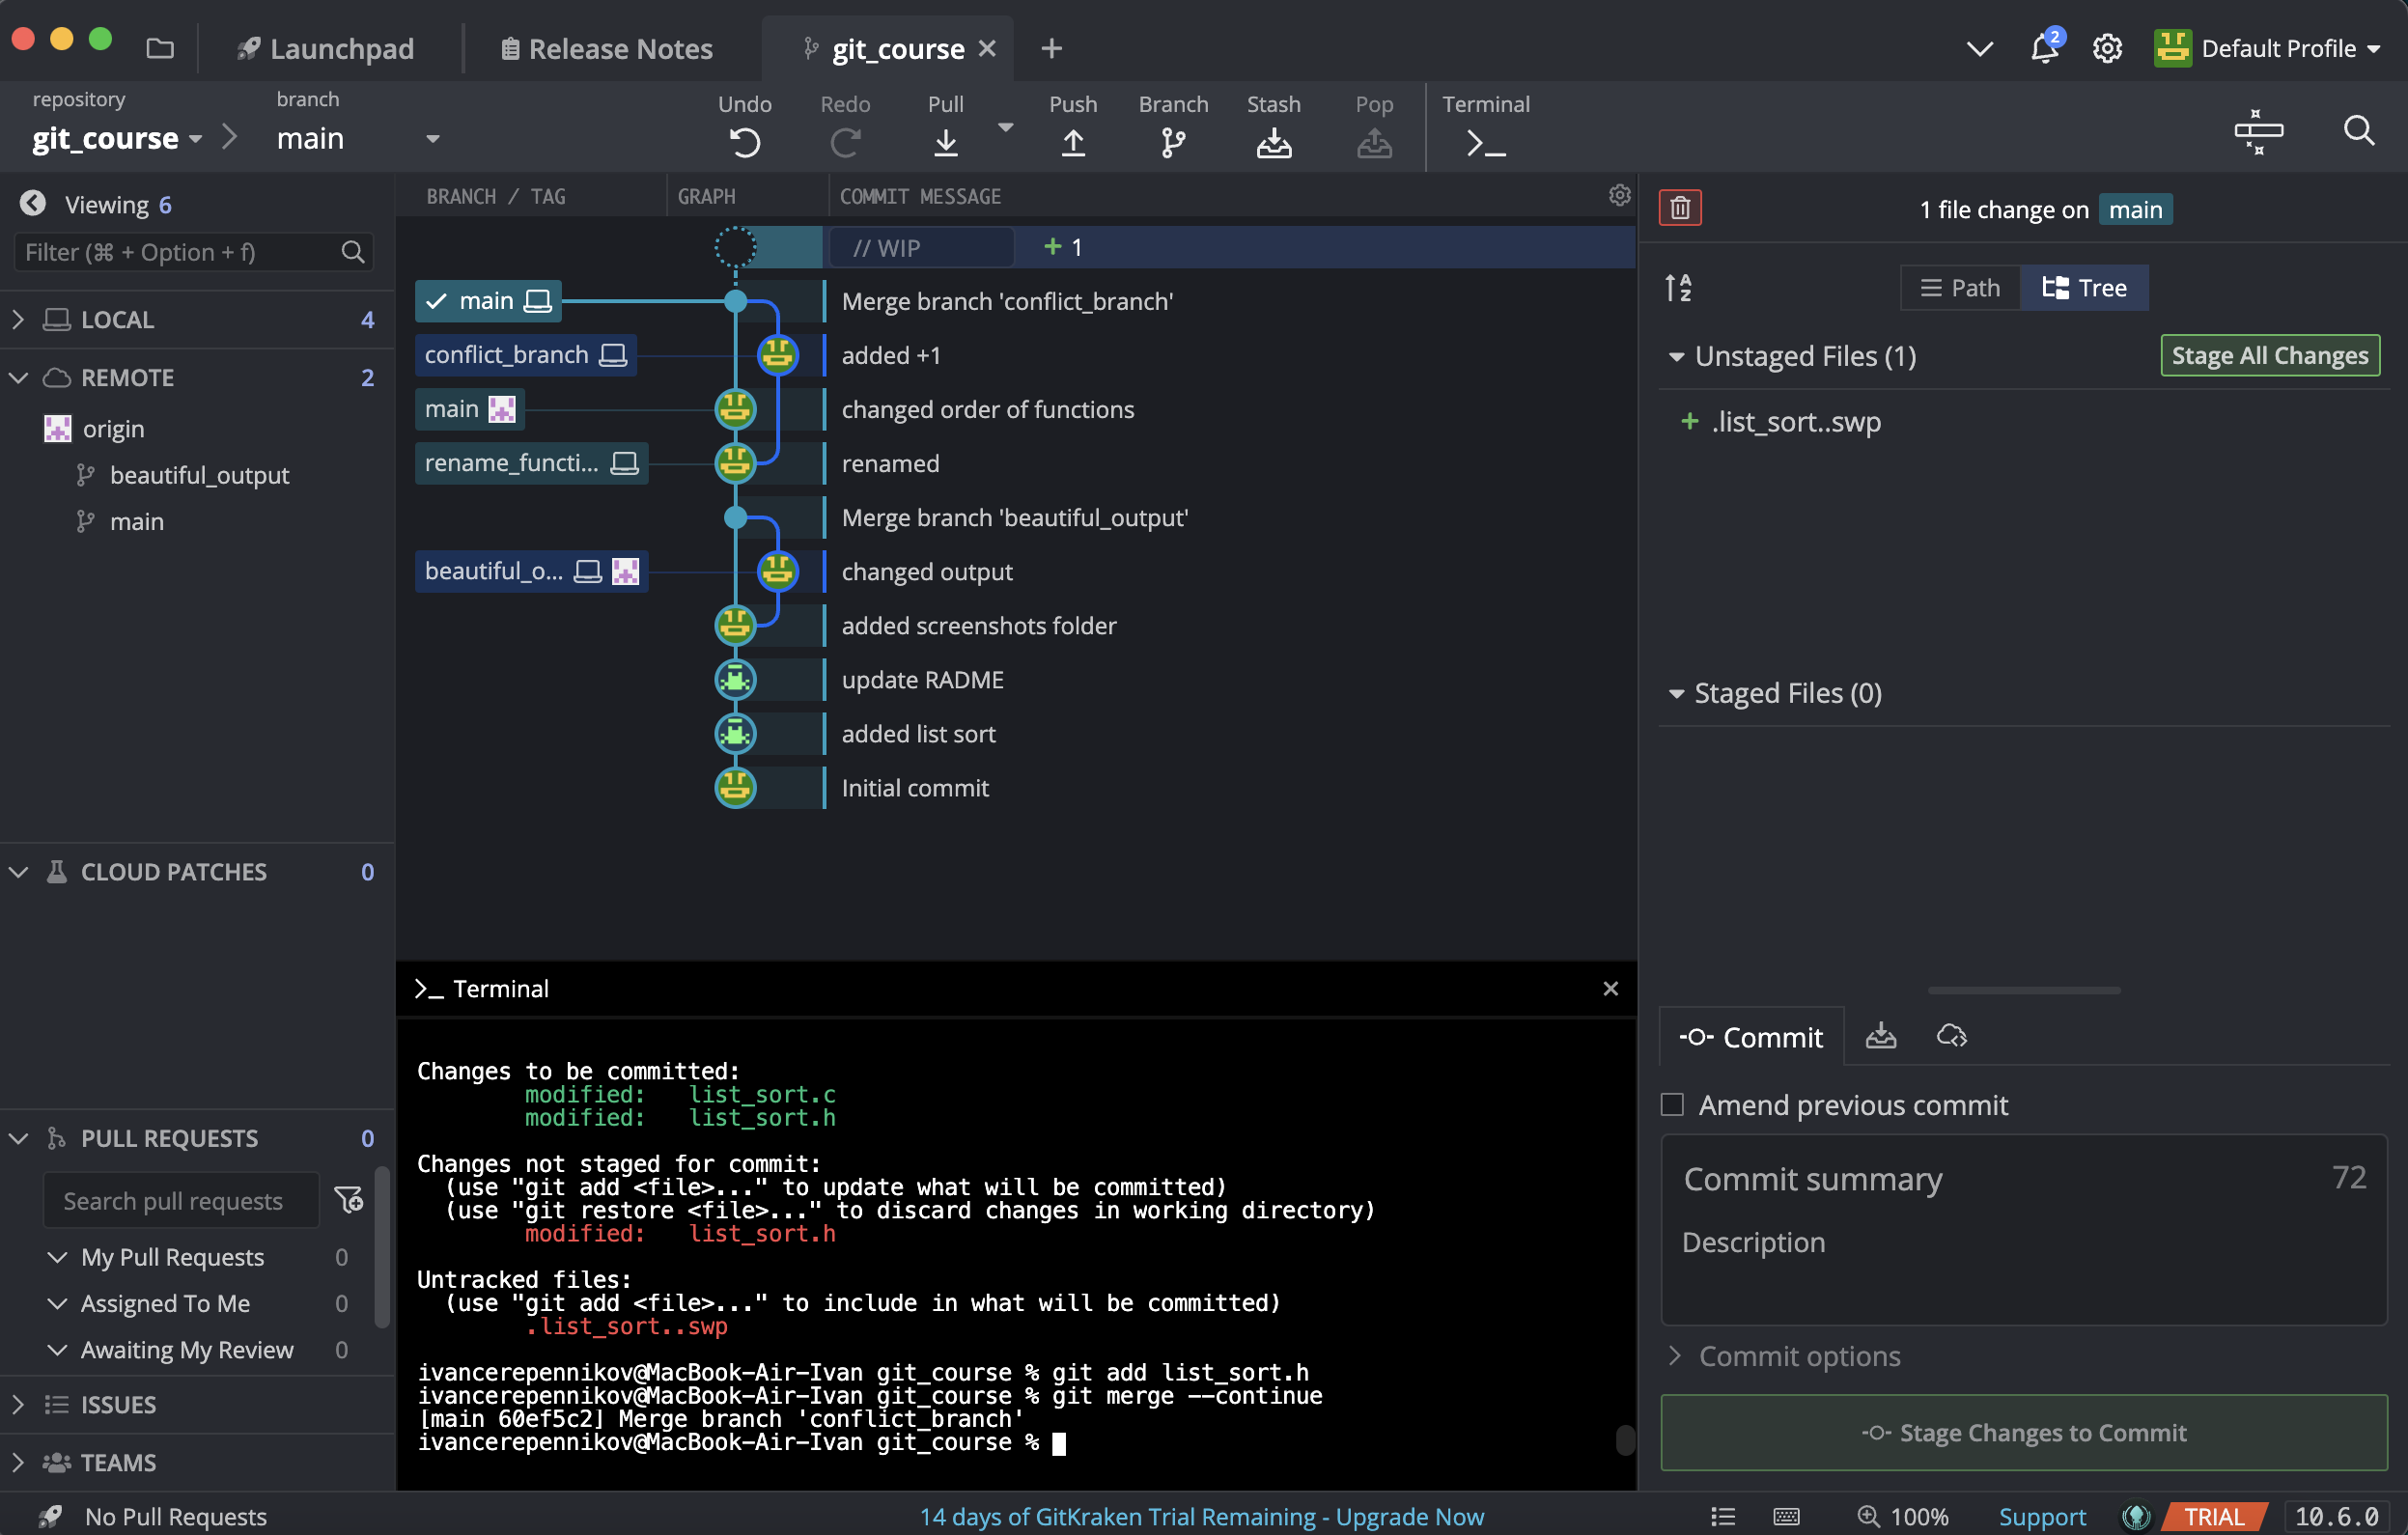 Launchpad
Release Notes
git_course
2
Default Profile
repository
git_course
branch
main
Undo
Redo
Pull
Push
Branch
Stash
Pop
Terminal
Viewing 6
Filter (⌘ + Option + f)
LOCAL 4
REMOTE 2
origin
beautiful_output
main
CLOUD PATCHES 0
PULL REQUESTS 0
Search pull requests
My Pull Requests 0
Assigned To Me 0
Awaiting My Review 0
ISSUES
TEAMS
BRANCH / TAG
GRAPH
COMMIT MESSAGE
// WIP
+ 1
main
Merge branch 'conflict_branch'
conflict_branch
added +1
main
changed order of functions
rename_functi...
renamed
Merge branch 'beautiful_output'
beautiful_o...
changed output
added screenshots folder
update RADME
added list sort
Initial commit
>_ Terminal
Changes to be committed:
modified:   list_sort.c
modified:   list_sort.h
Changes not staged for commit:
(use "git add <file>..." to update what will be committed)
(use "git restore <file>..." to discard changes in working directory)
modified:   list_sort.h
Untracked files:
(use "git add <file>..." to include in what will be committed)
.list_sort..swp
ivancerepennikov@MacBook-Air-Ivan git_course % git add list_sort.h
ivancerepennikov@MacBook-Air-Ivan git_course % git merge --continue
[main 60ef5c2] Merge branch 'conflict_branch'
ivancerepennikov@MacBook-Air-Ivan git_course %
1 file change on main
A
Z
Path
Tree
Unstaged Files (1)
Stage All Changes
+ .list_sort..swp
Staged Files (0)
Commit
Amend previous commit
Commit summary
72
Description
Commit options
Stage Changes to Commit
No Pull Requests
14 days of GitKraken Trial Remaining - Upgrade Now
100%
Support
TRIAL
10.6.0